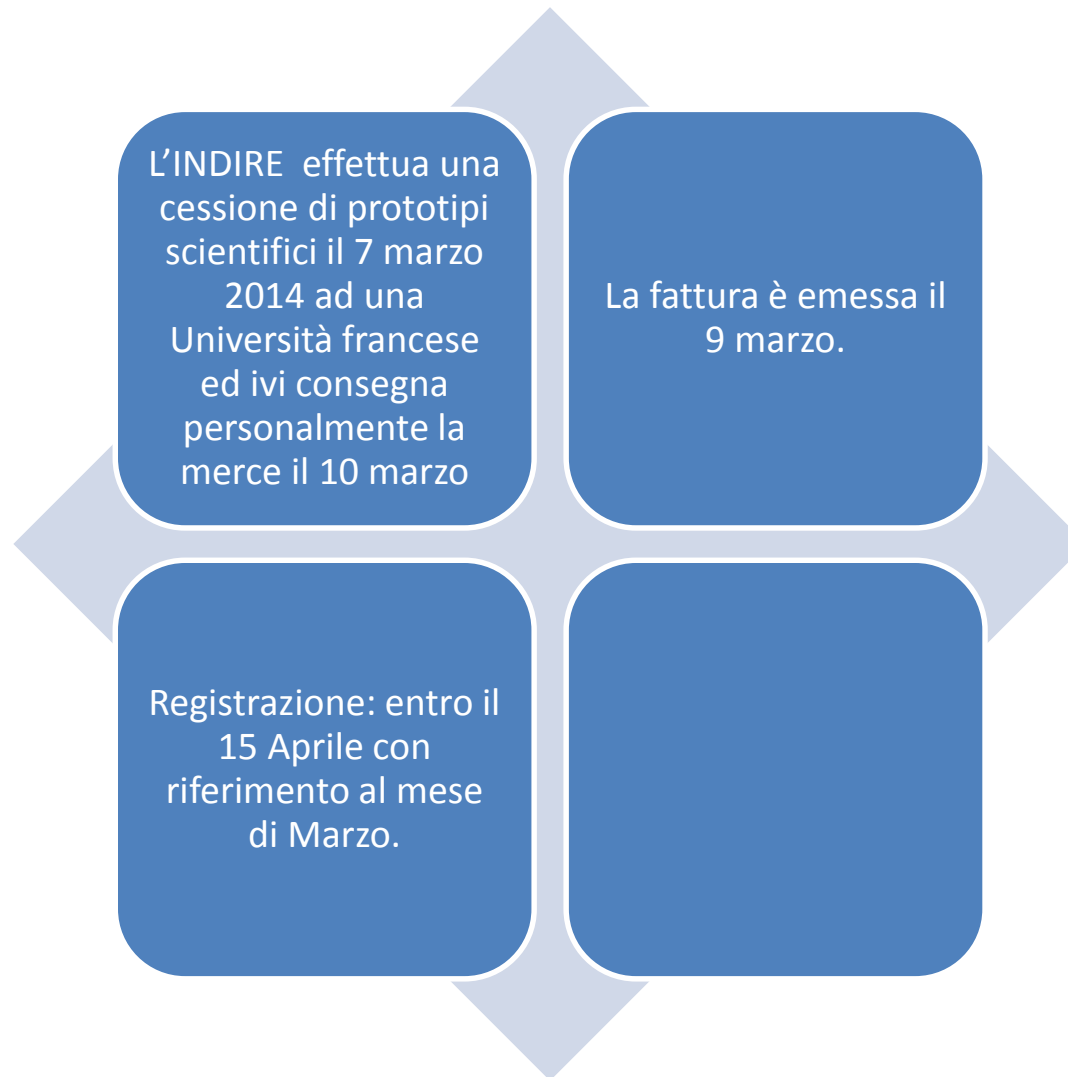 L’INDIRE  effettua una
cessione di prototipi
scientifici il 7 marzo
2014 ad una
Università francese
ed ivi consegna
personalmente la
merce il 10 marzo
La fattura è emessa il
9 marzo.
Registrazione: entro il
15 Aprile con
riferimento al mese
di Marzo.